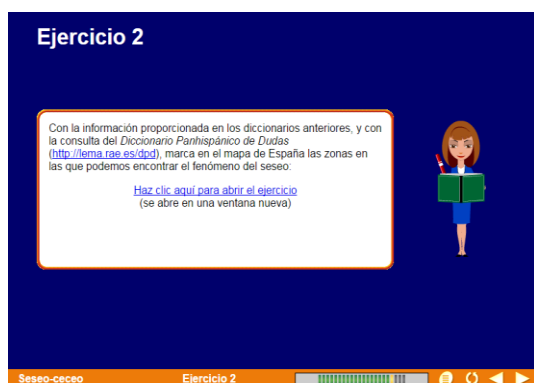 Ejercicio 2
Con la información proporcionada en los diccionarios anteriores, y con
la consulta del Diccionario Panhispánico de Dudas
(http://lema.rae.es/dpd), marca en el mapa de España las zonas en
las que podemos encontrar el fenómeno del seseo:
Haz clic aquí para abrir el ejercicio
(se abre en una ventana nueva)
Seseo-ceceo Ejercicio 2